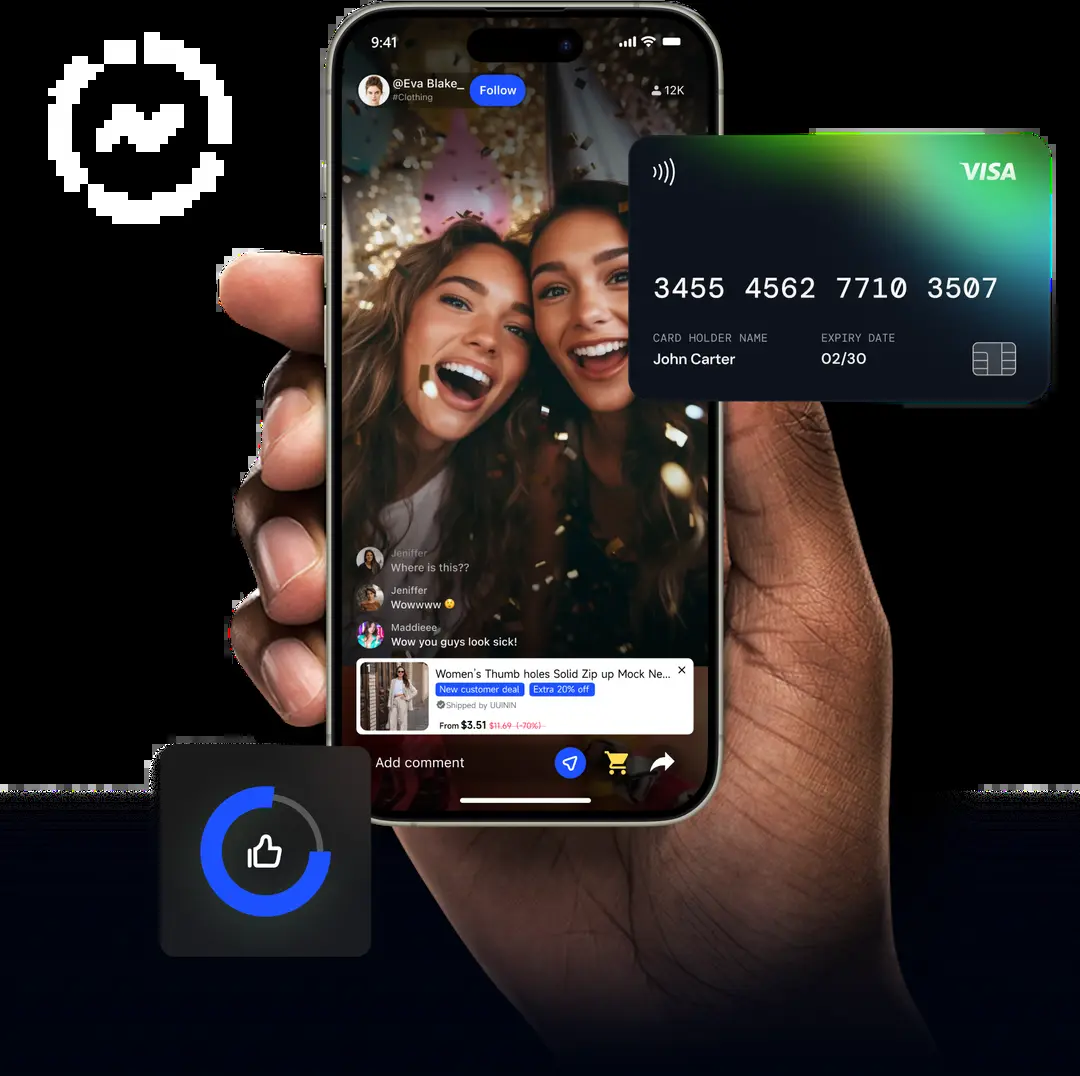 9:41
@Eva Blake_
#Clothing
Follow
12K
VISA
3455 4562 7710 3507
CARD HOLDER NAME
John Carter
EXPIRY DATE
02/30
Jeniffer
Where is this??
Jeniffer
Wowwww 😲
Maddieee
Wow you guys look sick!
1
Women's Thumb holes Solid Zip up Mock Ne...
New customer deal
Extra 20% off
Shipped by UUININ
From $3.51 $11.69 (-70%)
Add comment